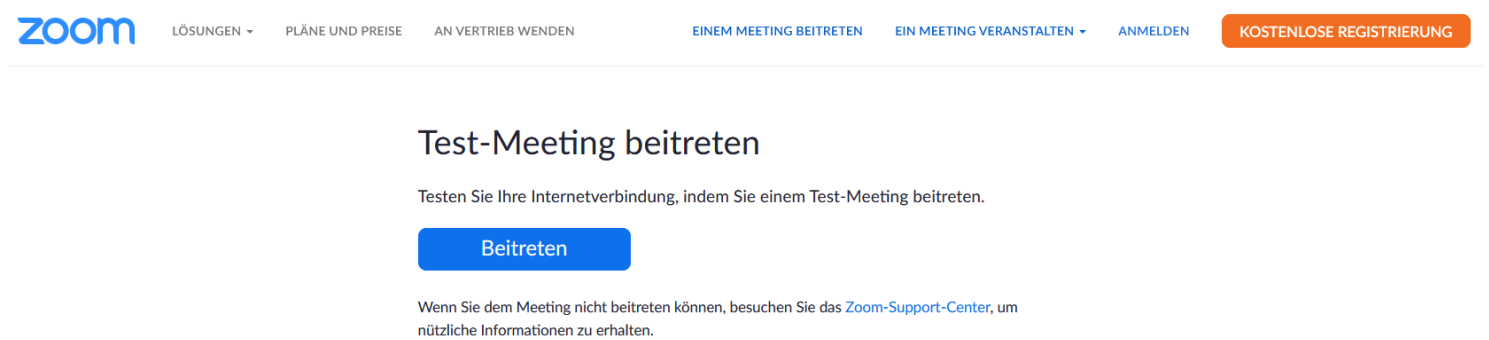 zoom LÖSUNGEN PLÄNE UND PREISE AN VERTRIEB WENDEN EINEM MEETING BEITRETEN EIN MEETING VERANSTALTEN ANMELDEN KOSTENLOSE REGISTRIERUNG
Test-Meeting beitreten
Testen Sie Ihre Internetverbindung, indem Sie einem Test-Meeting beitreten.
Beitreten
Wenn Sie dem Meeting nicht beitreten können, besuchen Sie das Zoom-Support-Center, um
nützliche Informationen zu erhalten.